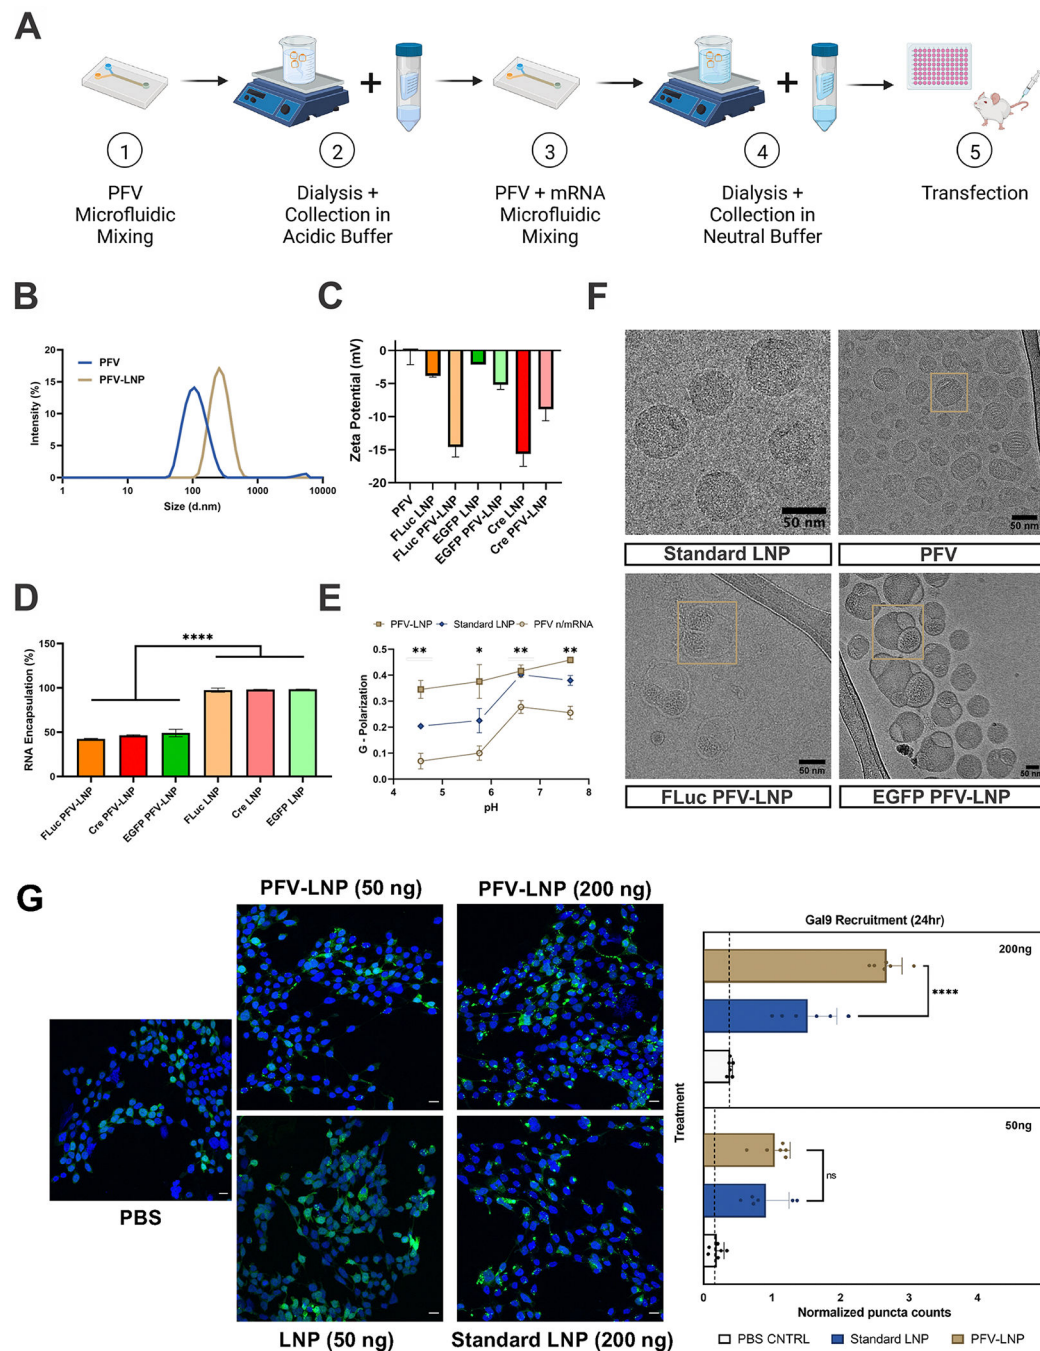 A
1
2
3
4
5
PFV
Microfluidic
Mixing
Dialysis +
Collection in
Acidic Buffer
PFV + mRNA
Microfluidic
Mixing
Dialysis +
Collection in
Neutral Buffer
Transfection
B
Intensity (%)
20
15
10
5
0
PFV
PFV-LNP
1
10
100
1000
10000
Size (d.nm)
C
Zeta Potential (mV)
0
-5
-10
-15
-20
PFV
FLuc LNP
FLuc PFV-LNP
EGFP LNP
EGFP PFV-LNP
Cre LNP
Cre PFV-LNP
F
50 nm
Standard LNP
50 nm
PFV
50 nm
FLuc PFV-LNP
50 nm
EGFP PFV-LNP
D
RNA Encapsulation (%)
150
100
50
0
****
FLuc PFV-LNP
Cre PFV-LNP
EGFP PFV-LNP
FLuc LNP
Cre LNP
EGFP LNP
E
PFV-LNP
Standard LNP
PFV n/mRNA
G - Polarization
0.5
0.4
0.3
0.2
0.1
0.0
** * ** **
4
5
6
7
8
pH
G
PBS
PFV-LNP (50 ng)
PFV-LNP (200 ng)
LNP (50 ng)
Standard LNP (200 ng)
Gal9 Recruitment (24hr)
200ng
****
Treatment
50ng
ns
0
1
2
3
4
Normalized puncta counts
PBS CNTRL
Standard LNP
PFV-LNP